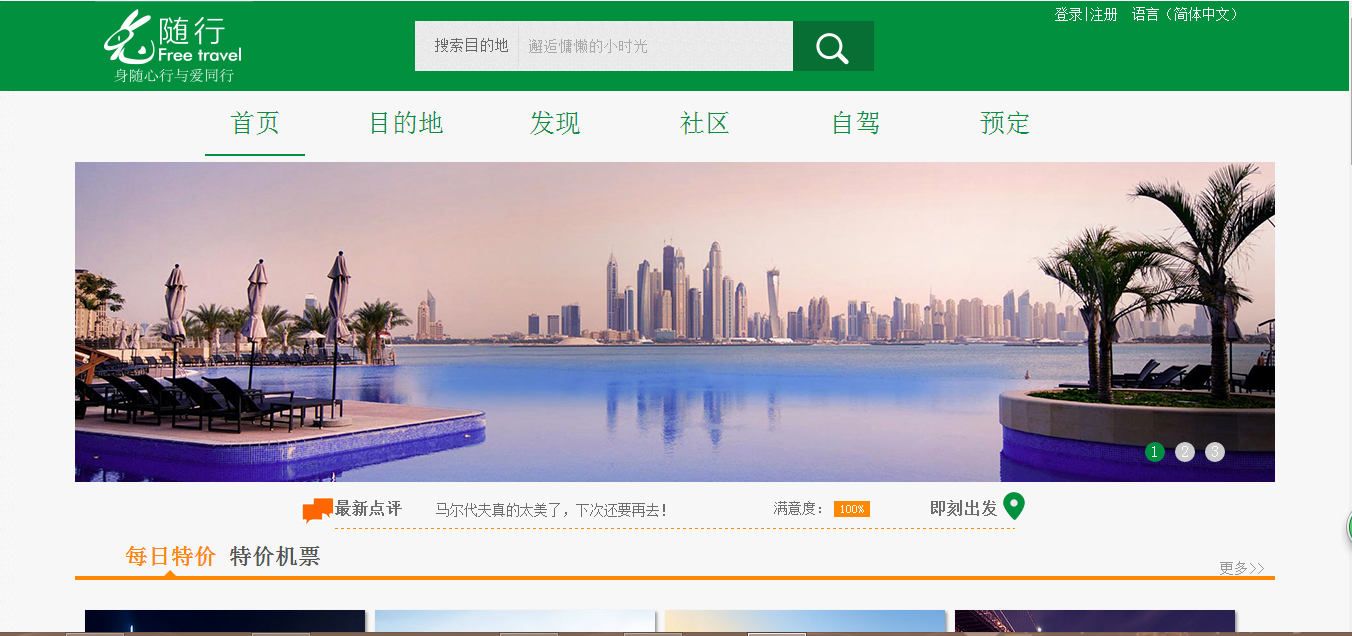 随行
Free travel
身随心行与爱同行
搜索目的地 邂逅慵懒的小时光
登录|注册 语言（简体中文）
首页 目的地 发现 社区 自驾 预定
1 2 3
最新点评 马尔代夫真的太美了，下次还要再去! 满意度： 100% 即刻出发
每日特价 特价机票
更多>>